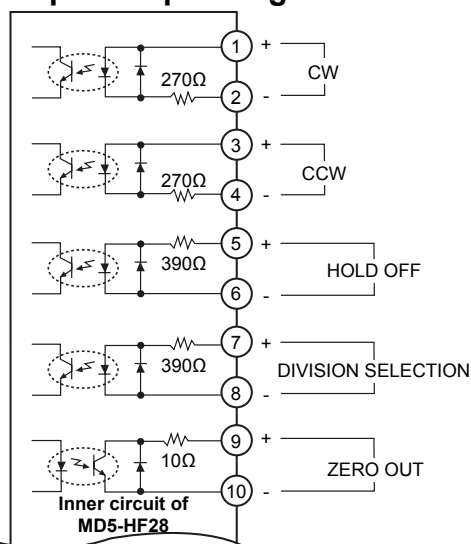 1 + CW
270Ω
2 -
3 + CCW
270Ω
4 -
5 + HOLD OFF
390Ω
6 -
7 + DIVISION SELECTION
390Ω
8 -
9 + ZERO OUT
10Ω
10 -
Inner circuit of
MD5-HF28